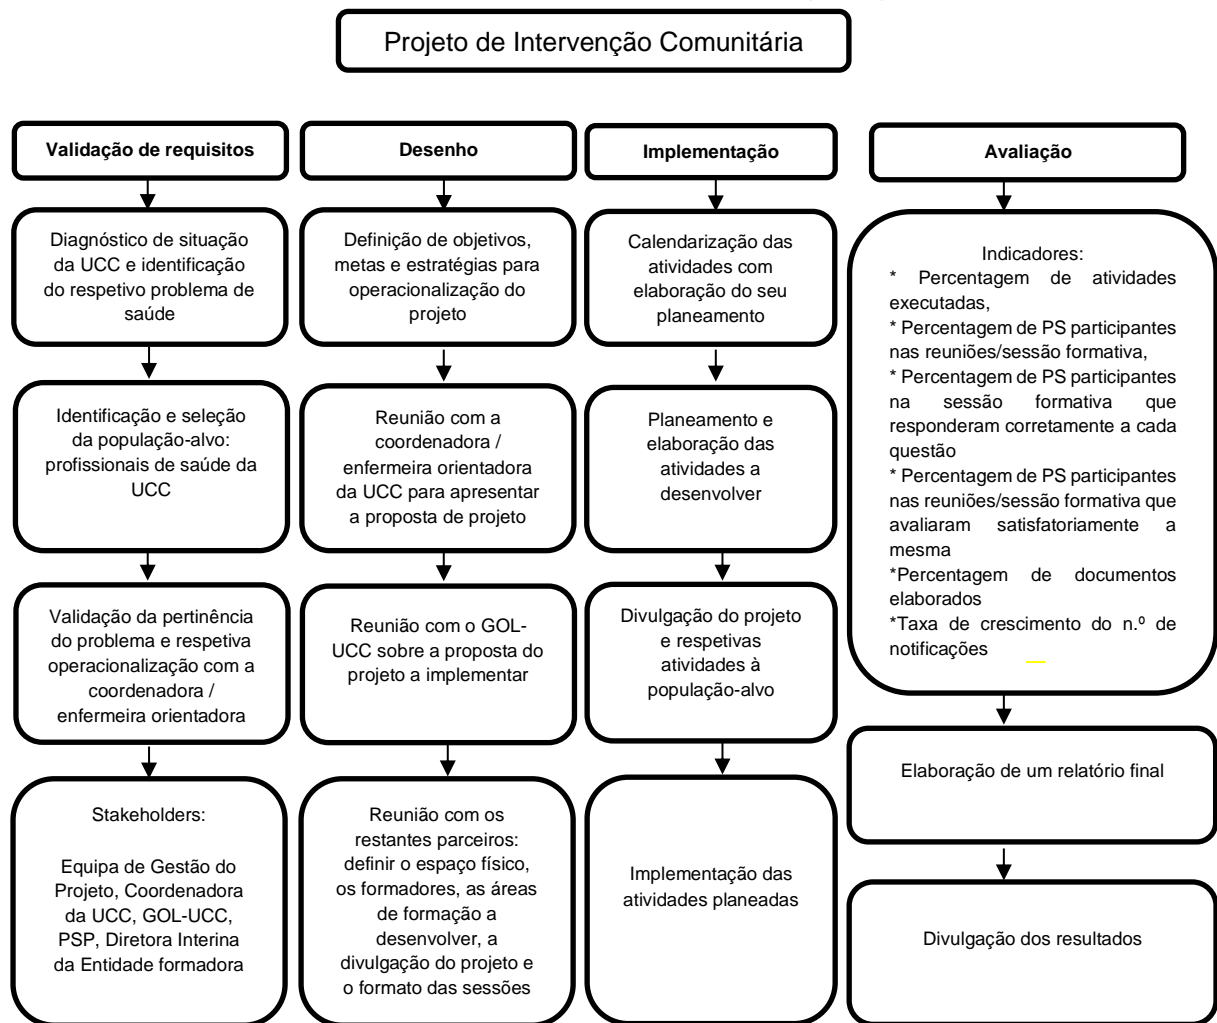 Projeto de Intervenção Comunitária
Validação de requisitos
Diagnóstico de situação
da UCC e identificação
do respetivo problema de
saúde
Identificação e seleção
da população-alvo:
profissionais de saúde da
UCC
Validação da pertinência
do problema e respetiva
operacionalização com a
coordenadora /
enfermeira orientadora
Stakeholders:
Equipa de Gestão do
Projeto, Coordenadora
da UCC, GOL-UCC,
PSP, Diretora Interina
da Entidade formadora
Desenho
Definição de objetivos,
metas e estratégias para
operacionalização do
projeto
Reunião com a
coordenadora /
enfermeira orientadora
da UCC para apresentar
a proposta de projeto
Reunião com o GOL-
UCC sobre a proposta do
projeto a implementar
Reunião com os
restantes parceiros:
definir o espaço físico,
os formadores, as áreas
de formação a
desenvolver, a
divulgação do projeto e
o formato das sessões
Implementação
Calendarização das
atividades com
elaboração do seu
planeamento
Planeamento e
elaboração das
atividades a
desenvolver
Divulgação do projeto
e respetivas
atividades à
população-alvo
Implementação das
atividades planeadas
Avaliação
Indicadores:
* Percentagem de atividades
executadas,
* Percentagem de PS participantes
nas reuniões/sessão formativa,
* Percentagem de PS participantes
na sessão formativa que
responderam corretamente a cada
questão
* Percentagem de PS participantes
nas reuniões/sessão formativa que
avaliaram satisfatoriamente a
mesma
*Percentagem de documentos
elaborados
*Taxa de crescimento do n.º de
notificações
Elaboração de um relatório final
Divulgação dos resultados